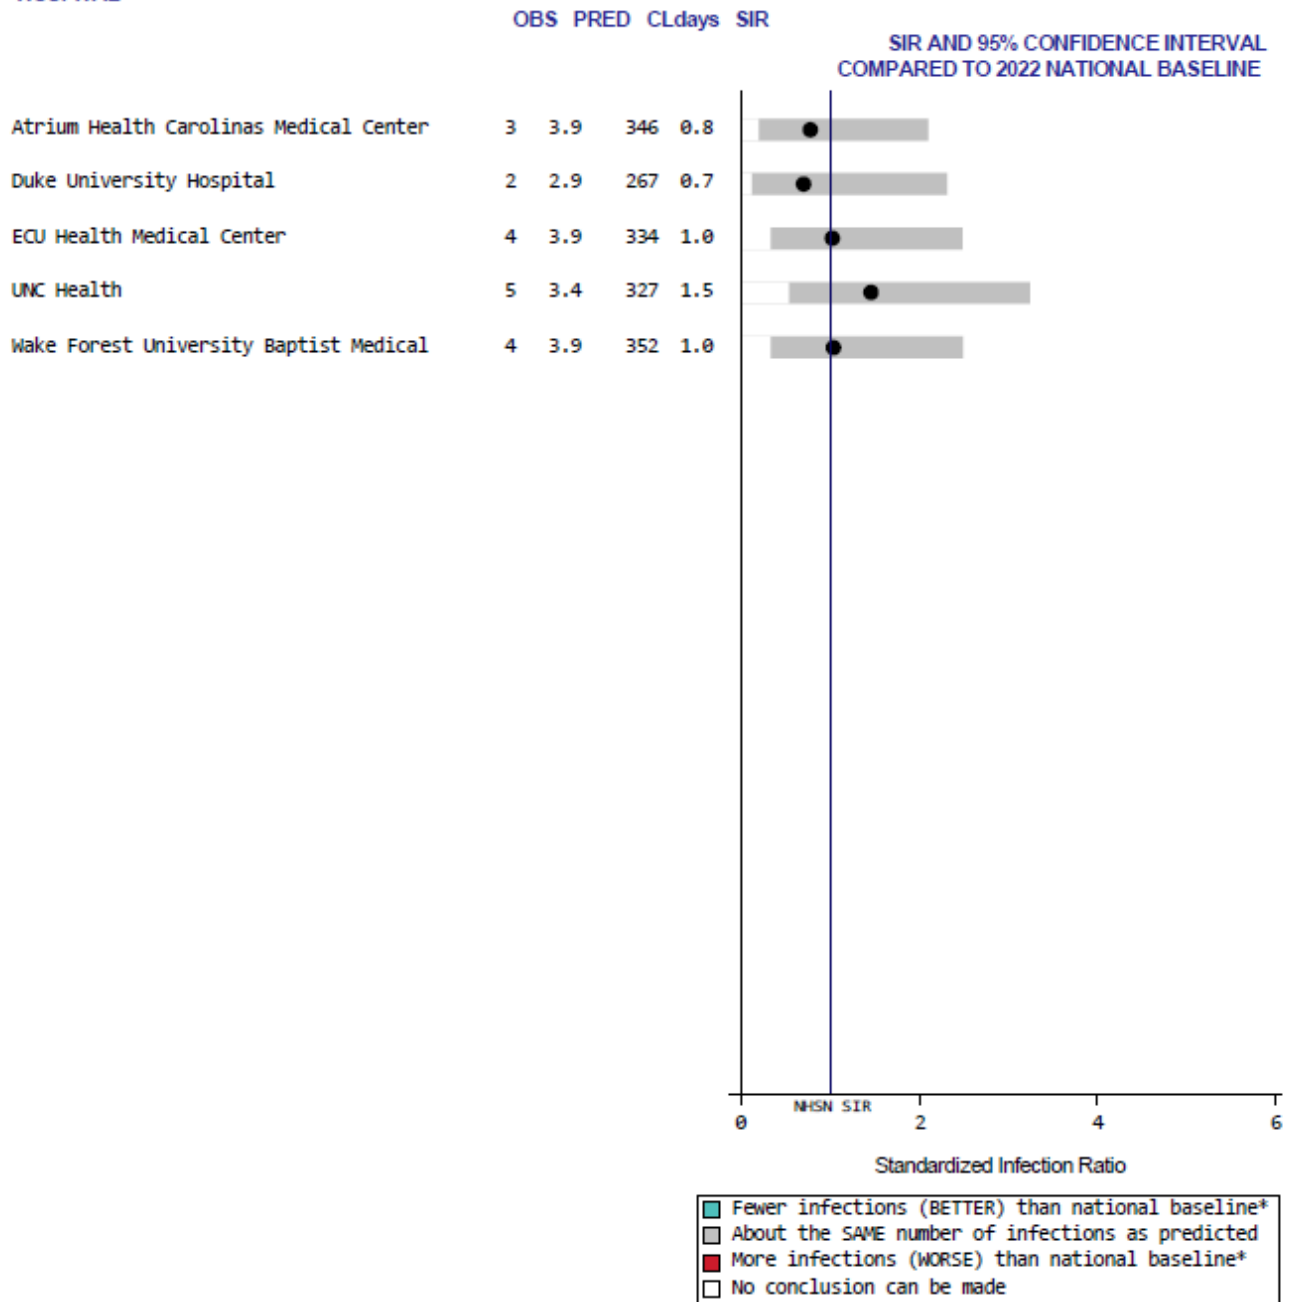 OBS PRED CLdays SIR
SIR AND 95% CONFIDENCE INTERVAL
COMPARED TO 2022 NATIONAL BASELINE
Atrium Health Carolinas Medical Center 3 3.9 346 0.8
Duke University Hospital 2 2.9 267 0.7
ECU Health Medical Center 4 3.9 334 1.0
UNC Health 5 3.4 327 1.5
Wake Forest University Baptist Medical 4 3.9 352 1.0
NHSN SIR
0 2 4 6
Standardized Infection Ratio
Fewer infections (BETTER) than national baseline*
About the SAME number of infections as predicted
More infections (WORSE) than national baseline*
No conclusion can be made